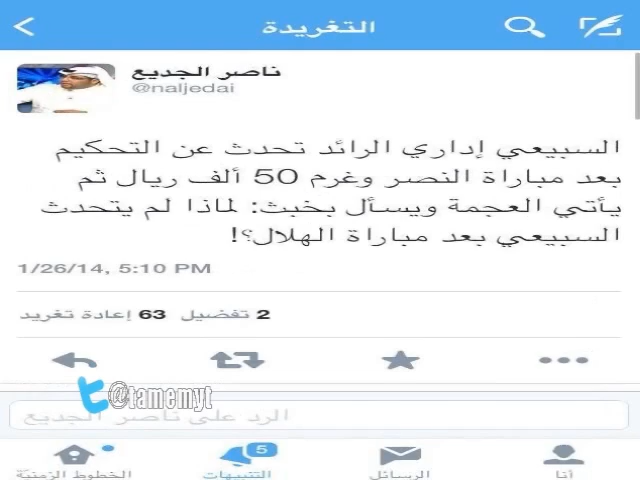 التغريدة
ناصر الجديع
@naljedai
السبيعي إداري الرائد تحدث عن التحكيم
بعد مباراة النصر وغرم 50 ألف ريال ثم
يأتي العجمة ويسأل بخبث: لماذا لم يتحدث
السبيعي بعد مباراة الهلال؟!
1/26/14, 5:10 PM
2 تفضيل 63 إعادة تغريد
@tamemyt
الرد على ناصر الجديع
5
أنا الرسائل التنبيهات الخطوط الزمنية